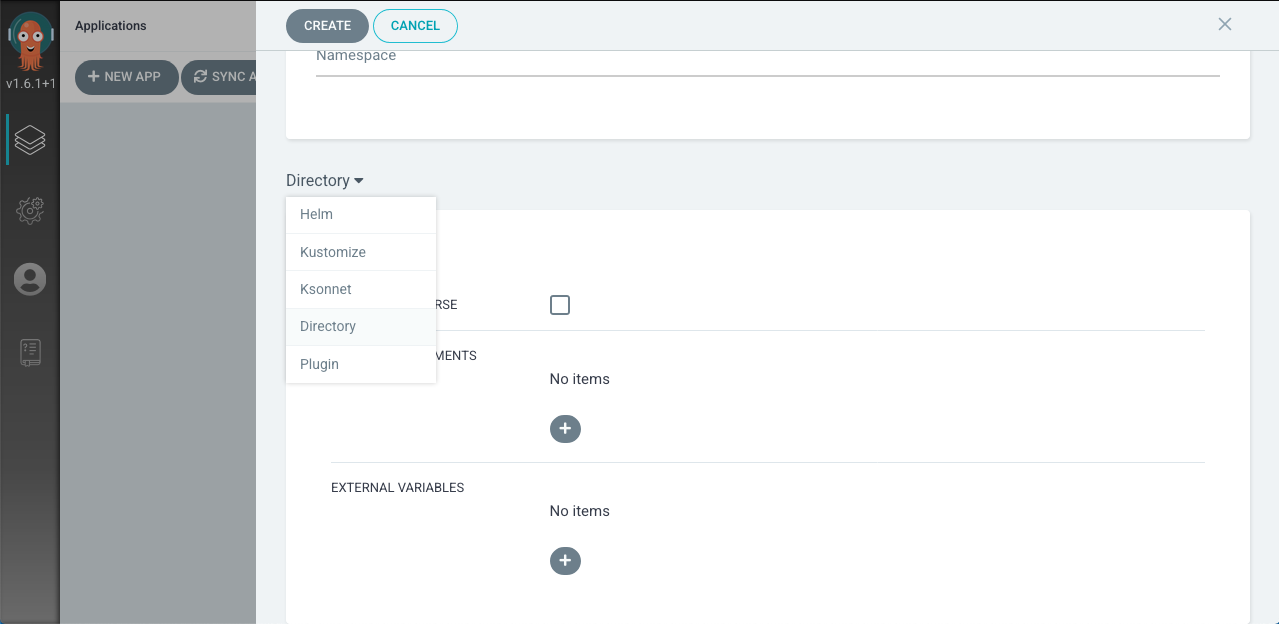 Applications
CREATE
CANCEL
v1.6.1+1
NEW APP
SYNC A
Namespace
Directory
Helm
Kustomize
Ksonnet
Directory
Plugin
RSE
MENTS
No items
EXTERNAL VARIABLES
No items